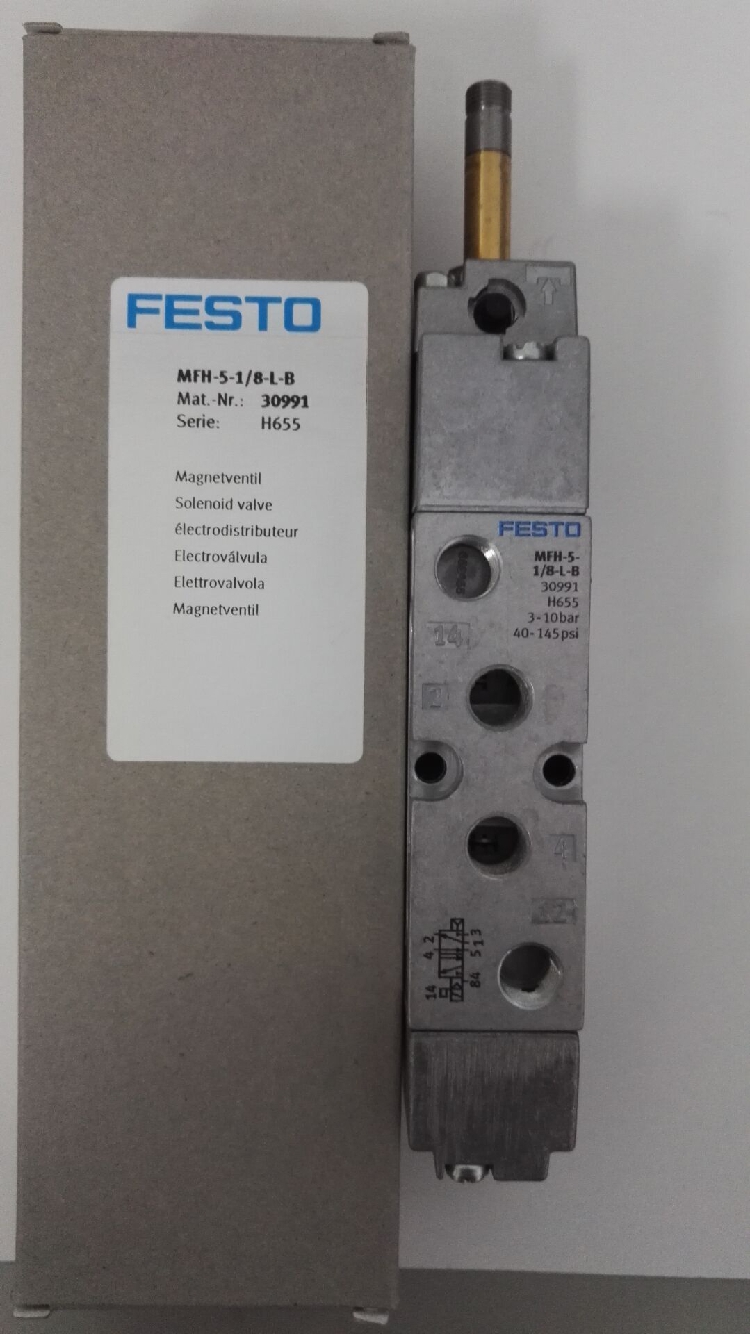 FESTO
MFH-5-1/8-L-B
Mat.-Nr.: 30991
Serie: H655
Magnetventil
Solenoid valve
électrodistributeur
Electroválvula
Elettrovalvola
Magnetventil
FESTO
MFH-5-
1/8-L-B
30991
H655
3-10bar
40-145psi
14
4
12
4 2
5 1 3
14
84